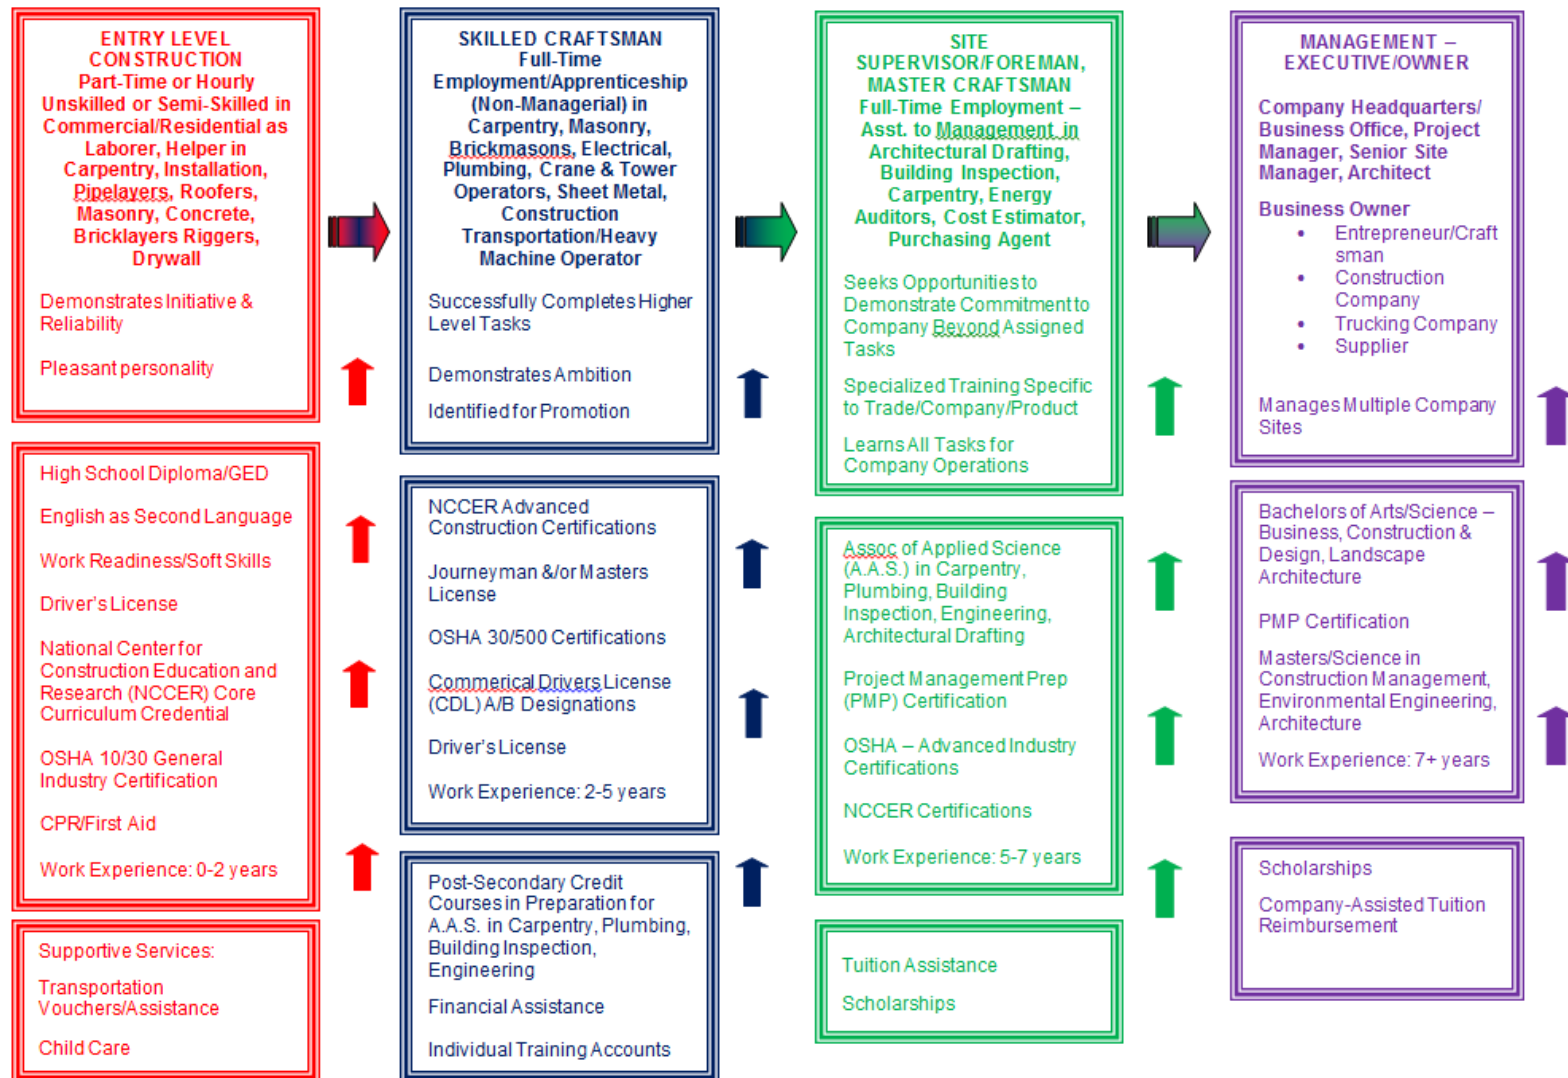 ENTRY LEVEL
CONSTRUCTION
Part-Time or Hourly
Unskilled or Semi-Skilled in
Commercial/Residential as
Laborer, Helper in
Carpentry, Installation,
Pipelayers, Roofers,
Masonry, Concrete,
Bricklayers Riggers,
Drywall
Demonstrates Initiative &
Reliability
Pleasant personality
High School Diploma/GED
English as Second Language
Work Readiness/Soft Skills
Driver's License
National Center for
Construction Education and
Research (NCCER) Core
Curriculum Credential
OSHA 10/30 General
Industry Certification
CPR/First Aid
Work Experience: 0-2 years
Supportive Services:
Transportation
Vouchers/Assistance
Child Care
SKILLED CRAFTSMAN
Full-Time
Employment/Apprenticeship
(Non-Managerial) in
Carpentry, Masonry,
Brickmasons, Electrical,
Plumbing, Crane & Tower
Operators, Sheet Metal,
Construction
Transportation/Heavy
Machine Operator
Successfully Completes Higher
Level Tasks
Demonstrates Ambition
Identified for Promotion
NCCER Advanced
Construction Certifications
Journeyman &/or Masters
License
OSHA 30/500 Certifications
Commerical Drivers License
(CDL) A/B Designations
Driver's License
Work Experience: 2-5 years
Post-Secondary Credit
Courses in Preparation for
A.A.S. in Carpentry, Plumbing,
Building Inspection,
Engineering
Financial Assistance
Individual Training Accounts
SITE
SUPERVISOR/FOREMAN,
MASTER CRAFTSMAN
Full-Time Employment –
Asst. to Management in
Architectural Drafting,
Building Inspection,
Carpentry, Energy
Auditors, Cost Estimator,
Purchasing Agent
Seeks Opportunities to
Demonstrate Commitment to
Company Beyond Assigned
Tasks
Specialized Training Specific
to Trade/Company/Product
Learns All Tasks for
Company Operations
Assoc of Applied Science
(A.A.S.) in Carpentry,
Plumbing, Building
Inspection, Engineering,
Architectural Drafting
Project Management Prep
(PMP) Certification
OSHA – Advanced Industry
Certifications
NCCER Certifications
Work Experience: 5-7 years
Tuition Assistance
Scholarships
MANAGEMENT –
EXECUTIVE/OWNER
Company Headquarters/
Business Office, Project
Manager, Senior Site
Manager, Architect
Business Owner
• Entrepreneur/Craft
sman
• Construction
Company
• Trucking Company
• Supplier
Manages Multiple Company
Sites
Bachelors of Arts/Science –
Business, Construction &
Design, Landscape
Architecture
PMP Certification
Masters/Science in
Construction Management,
Environmental Engineering,
Architecture
Work Experience: 7+ years
Scholarships
Company-Assisted Tuition
Reimbursement